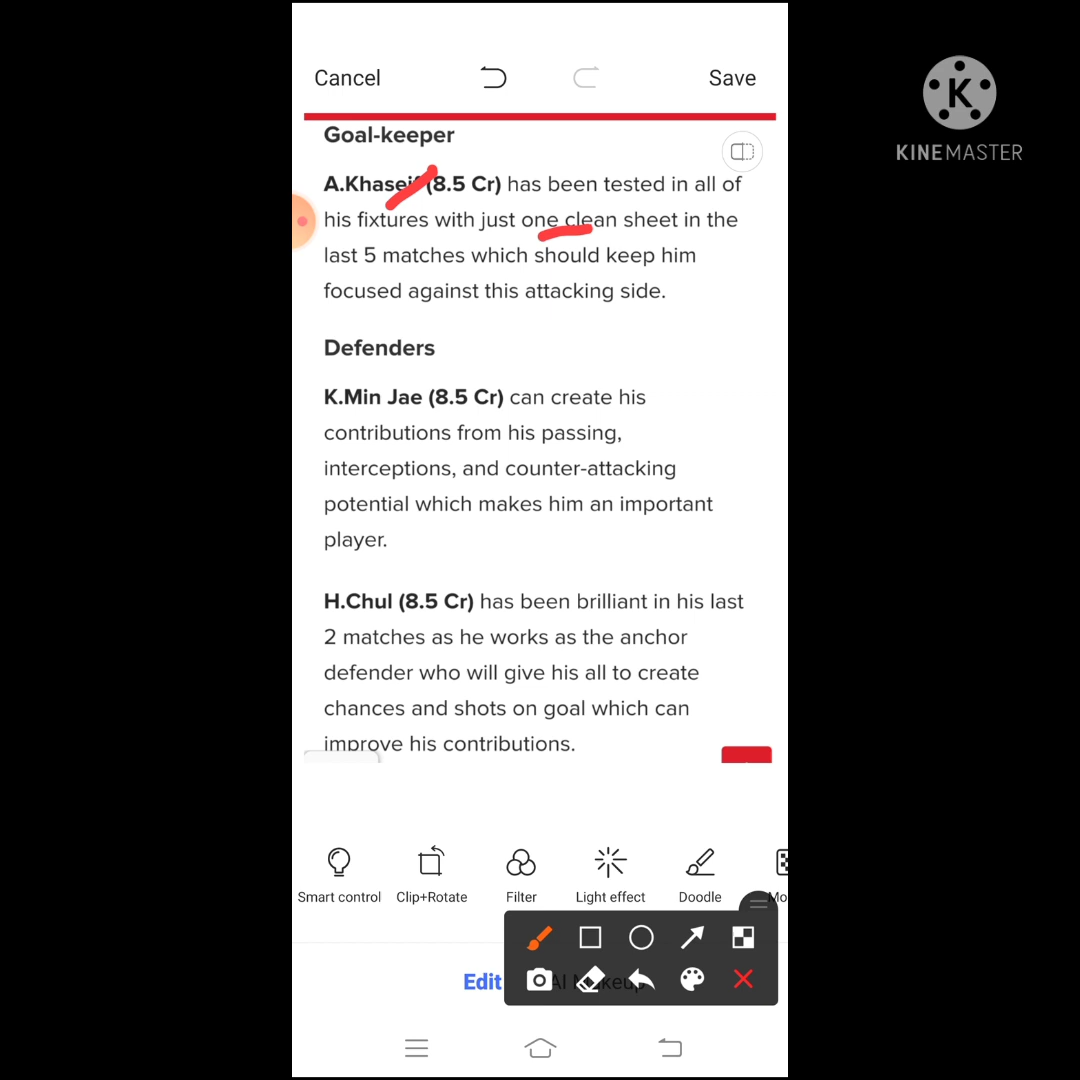 Cancel
Save
K
KINEMASTER
Goal-keeper
A.Khaseif (8.5 Cr) has been tested in all of
his fixtures with just one clean sheet in the
last 5 matches which should keep him
focused against this attacking side.
Defenders
K.Min Jae (8.5 Cr) can create his
contributions from his passing,
interceptions, and counter-attacking
potential which makes him an important
player.
H.Chul (8.5 Cr) has been brilliant in his last
2 matches as he works as the anchor
defender who will give his all to create
chances and shots on goal which can
improve his contributions.
Smart control
Clip+Rotate
Filter
Light effect
Doodle
Mo
Edit
AI Makeup